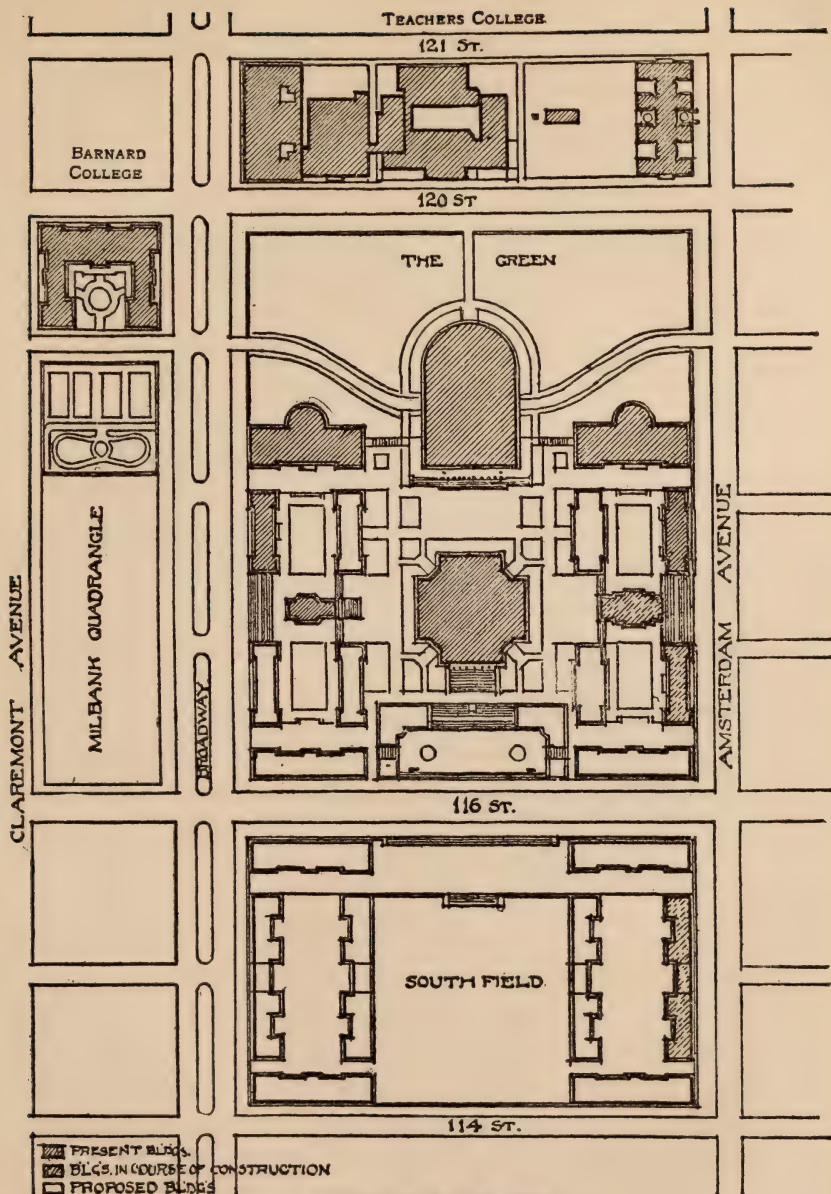 TEACHERS COLLEGE
121 ST.
BARNARD
COLLEGE
120 ST
THE GREEN
CLAREMONT AVENUE
MILBANK QUADRANGLE
BROADWAY
AMSTERDAM AVENUE
116 ST.
SOUTH FIELD
114 ST.
PRESENT BLDGS.
BLGS. IN COURSE OF CONSTRUCTION
PROPOSED BLDGS